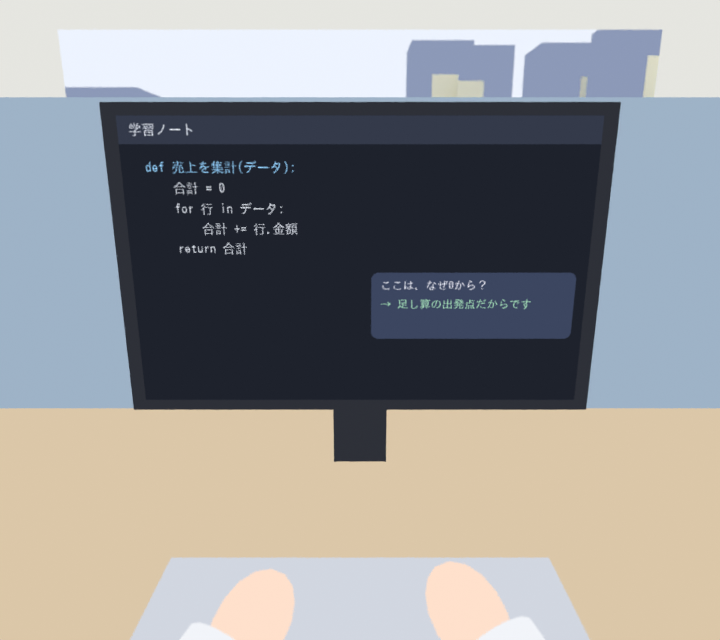 学習ノート
def 売上を集計(データ):
合計 = 0
for 行 in データ:
合計 += 行.金額
return 合計
ここは、なぜ0から？
→ 足し算の出発点だからです